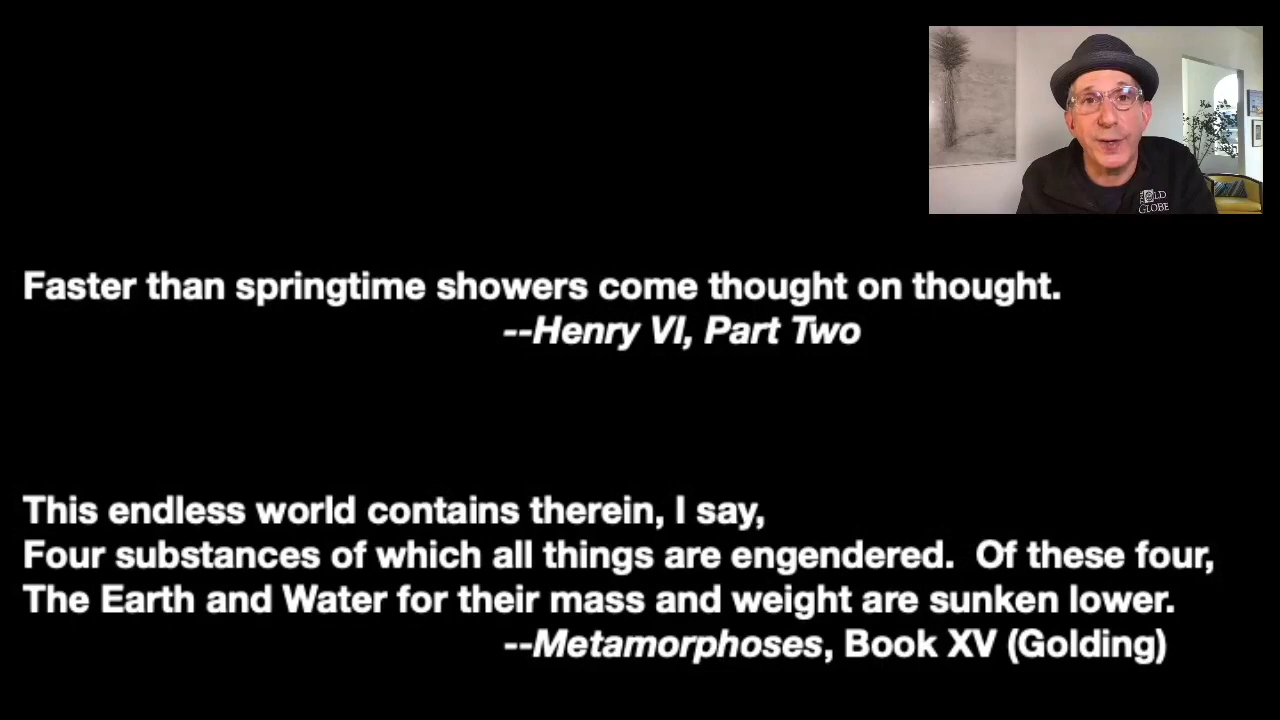 OLD
GLOBE
Faster than springtime showers come thought on thought.
--Henry VI, Part Two
This endless world contains therein, I say,
Four substances of which all things are engendered.  Of these four,
The Earth and Water for their mass and weight are sunken lower.
--Metamorphoses, Book XV (Golding)